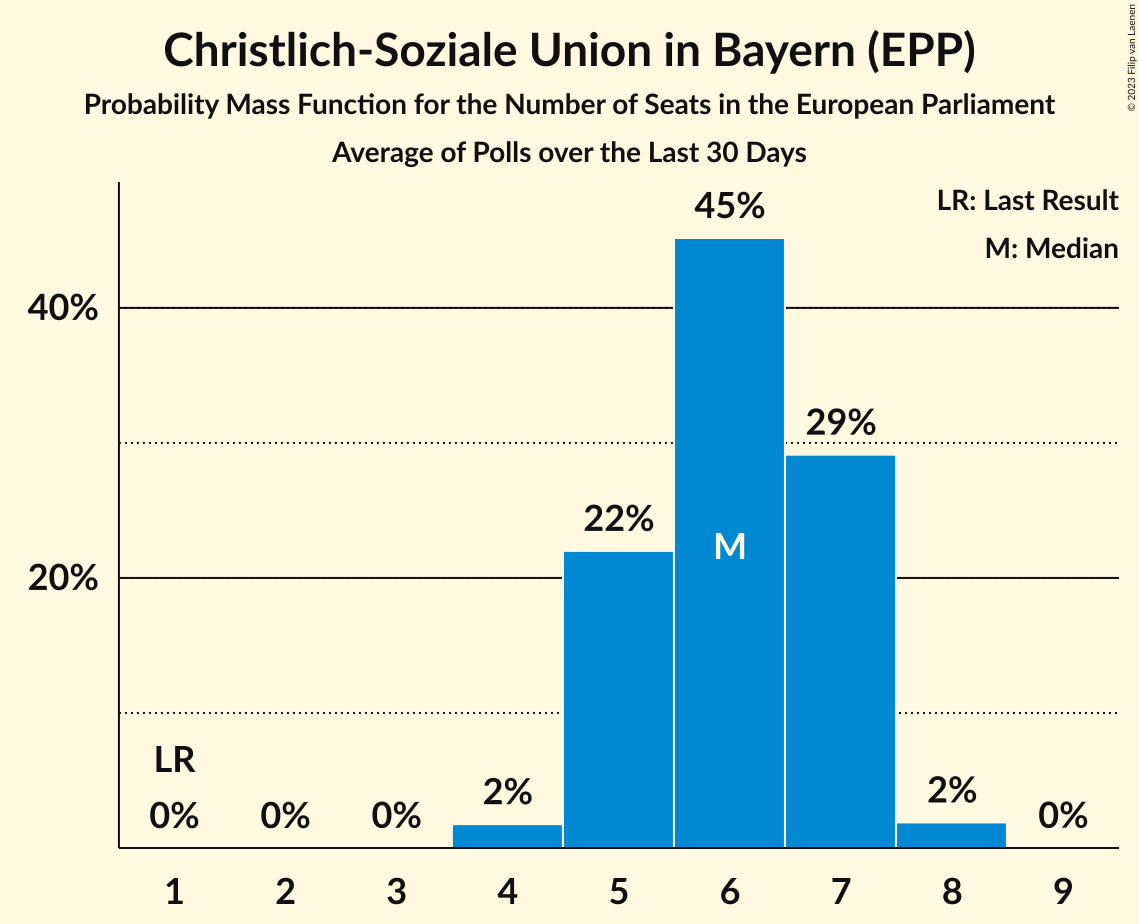 Christlich-Soziale Union in Bayern (EPP)
Probability Mass Function for the Number of Seats in the European Parliament
Average of Polls over the Last 30 Days
© 2023 Filip van Laenen
LR: Last Result
M: Median
45%
40%
29%
22%
M
20%
LR
0% 0% 0% 2% 2% 0%
1 2 3 4 5 6 7 8 9